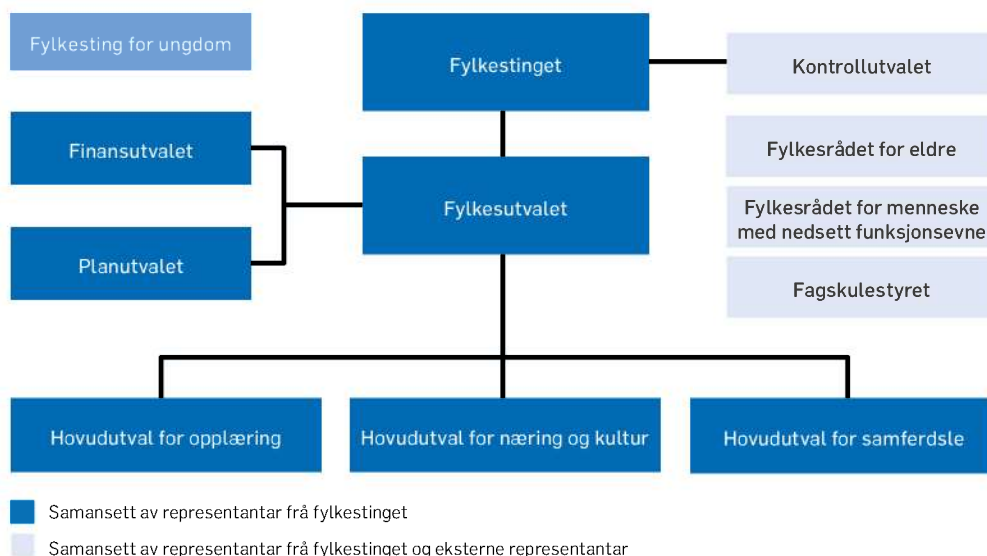 Fylkesting for ungdom
Fylkestinget
Kontrollutvalet
Finansutvalet
Fylkesrådet for eldre
Fylkesutvalet
Fylkesrådet for menneske
med nedsett funksjonsevne
Planutvalet
Fagskulestyret
Hovudutval for opplæring
Hovudutval for næring og kultur
Hovudutval for samferdsle
Samansett av representantar frå fylkestinget
Samansett av representantar frå fylkestinget og eksterne representantar